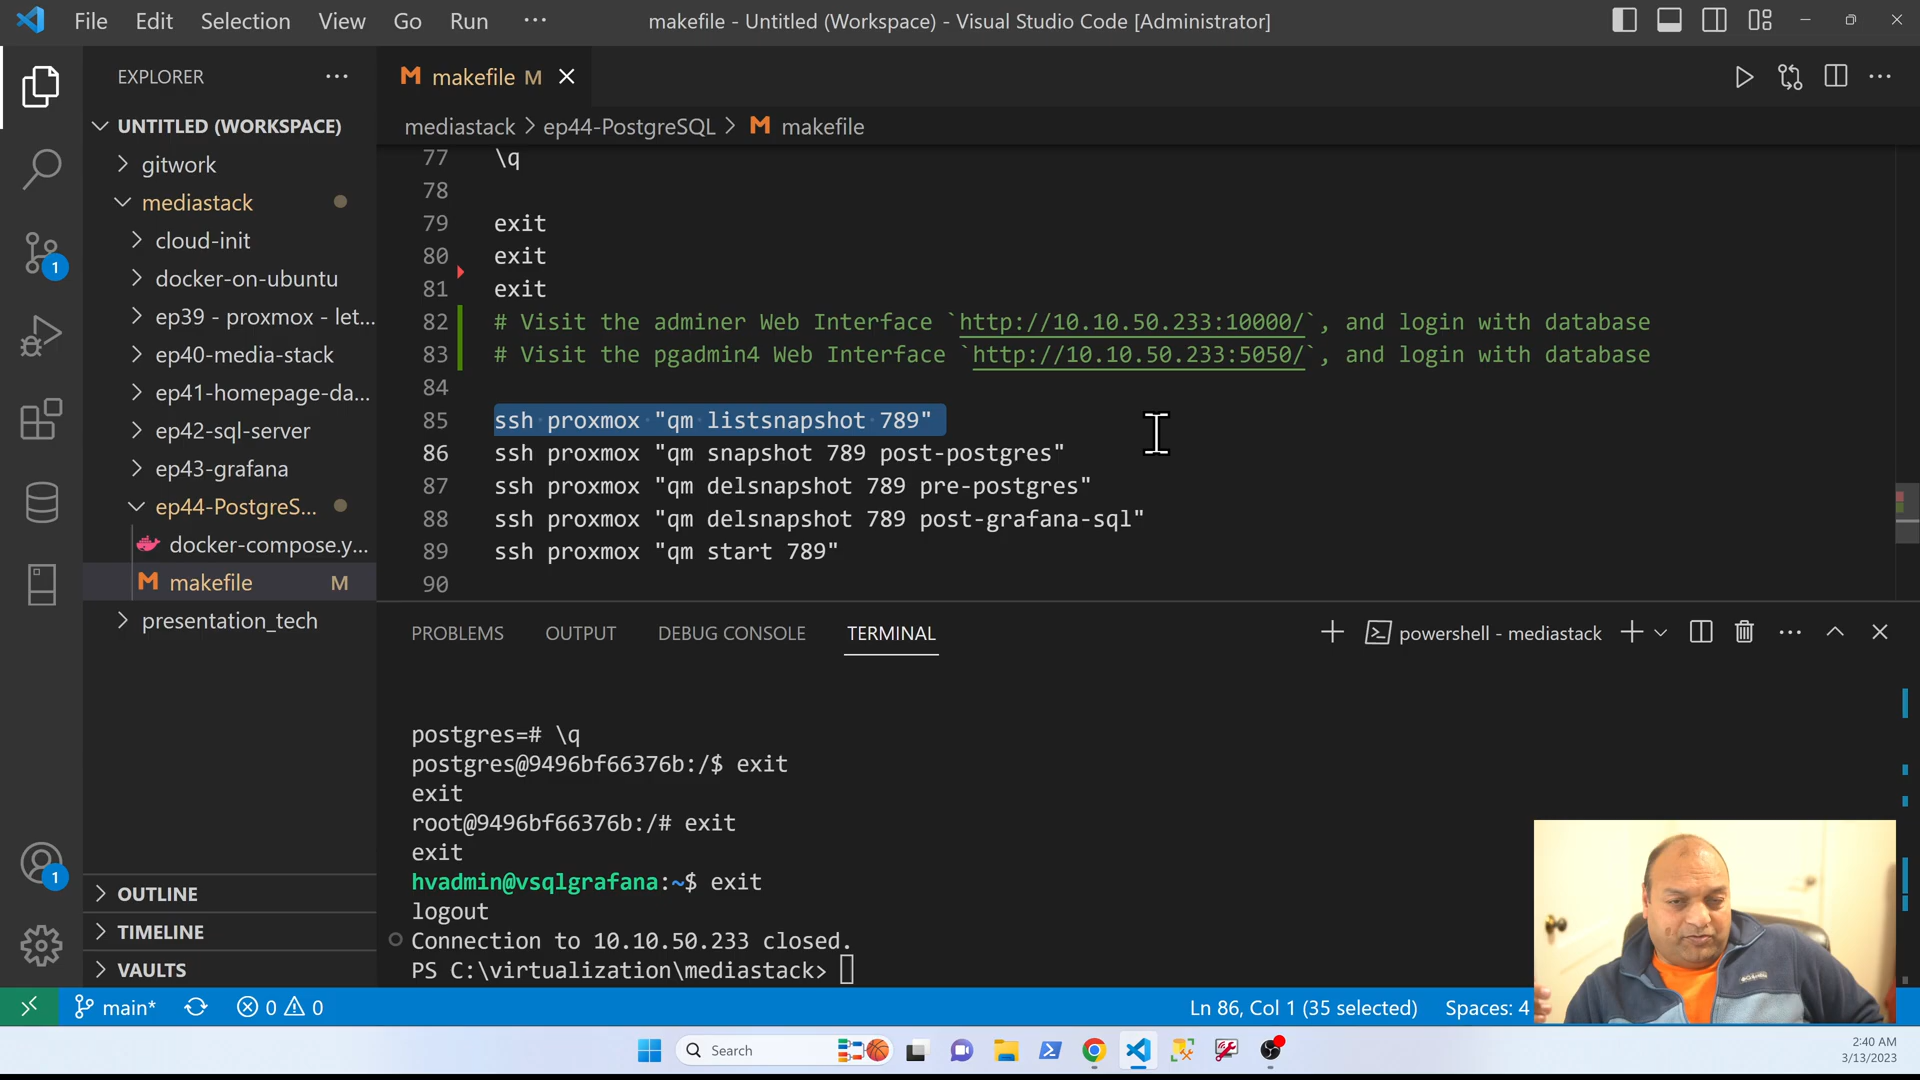 File Edit Selection View Go Run ···
makefile - Untitled (Workspace) - Visual Studio Code [Administrator]
EXPLORER
UNTITLED (WORKSPACE)
gitwork
mediastack
cloud-init
docker-on-ubuntu
ep39 - proxmox - let...
ep40-media-stack
ep41-homepage-da...
ep42-sql-server
ep43-grafana
ep44-PostgreS...
docker-compose.y...
makefile M
presentation_tech
OUTLINE
TIMELINE
VAULTS
1
1
makefile M
mediastack > ep44-PostgreSQL > makefile
77 \q
78
79 exit
80 exit
81 exit
82 # Visit the adminer Web Interface `http://10.10.50.233:10000/`, and login with database
83 # Visit the pgadmin4 Web Interface `http://10.10.50.233:5050/`, and login with database
84
85 ssh proxmox "qm listsnapshot 789"
86 ssh proxmox "qm snapshot 789 post-postgres"
87 ssh proxmox "qm delsnapshot 789 pre-postgres"
88 ssh proxmox "qm delsnapshot 789 post-grafana-sql"
89 ssh proxmox "qm start 789"
90
PROBLEMS OUTPUT DEBUG CONSOLE TERMINAL
powershell - mediastack
postgres=# \q
postgres@9496bf66376b:/$ exit
exit
root@9496bf66376b:/# exit
exit
hvadmin@vsqlgrafana:~$ exit
logout
Connection to 10.10.50.233 closed.
PS C:\virtualization\mediastack>
main* 0 0
Ln 86, Col 1 (35 selected) Spaces: 4
Search
2:40 AM
3/13/2023